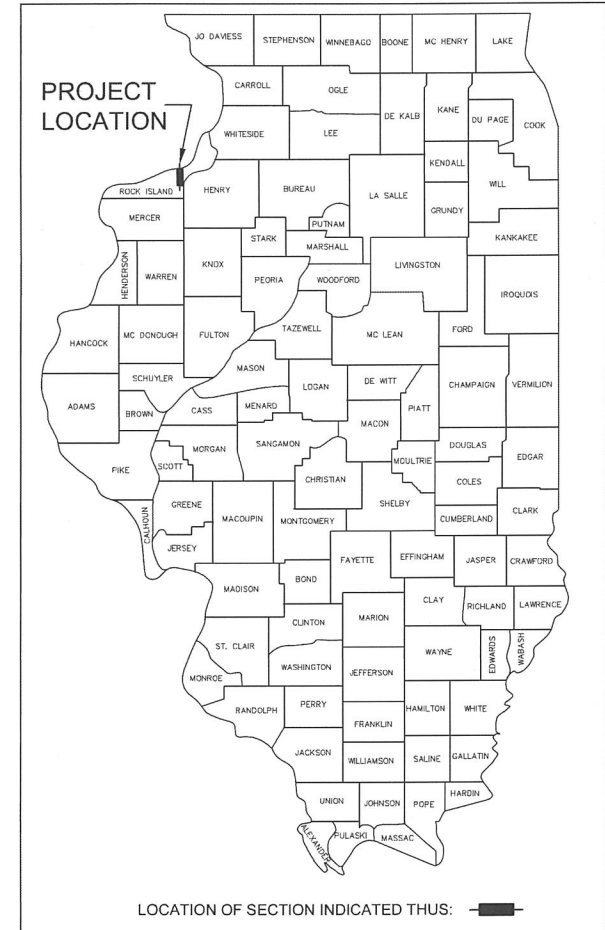 JO DAVIESS
STEPHENSON
WINNEBAGO
BOONE
MC HENRY
LAKE
PROJECT
LOCATION
CARROLL
OGLE
DE KALB
KANE
DU PAGE
COOK
WHITESIDE
LEE
KENDALL
WILL
ROCK ISLAND
HENRY
BUREAU
LA SALLE
GRUNDY
MERCER
PUTNAM
KANKAKEE
STARK
MARSHALL
HENDERSON
WARREN
KNOX
PEORIA
WOODFORD
LIVINGSTON
IROQUOIS
HANCOCK
MC DONOUGH
FULTON
TAZEWELL
MC LEAN
FORD
SCHUYLER
MASON
LOGAN
DE WITT
CHAMPAIGN
VERMILION
ADAMS
BROWN
CASS
MENARD
MACON
PIATT
MORGAN
SANGAMON
DOUGLAS
EDGAR
PIKE
SCOTT
CHRISTIAN
MOULTRIE
COLES
SHELBY
GREENE
MACOUPIN
MONTGOMERY
CUMBERLAND
CLARK
CALHOUN
JERSEY
FAYETTE
EFFINGHAM
JASPER
CRAWFORD
MADISON
BOND
CLAY
RICHLAND
LAWRENCE
CLINTON
MARION
ST. CLAIR
WAYNE
EDWARDS
WABASH
WASHINGTON
JEFFERSON
MONROE
RANDOLPH
PERRY
HAMILTON
WHITE
FRANKLIN
JACKSON
WILLIAMSON
SALINE
GALLATIN
HARDIN
UNION
JOHNSON
POPE
ALEXANDER
PULASKI
MASSAC
LOCATION OF SECTION INDICATED THUS: